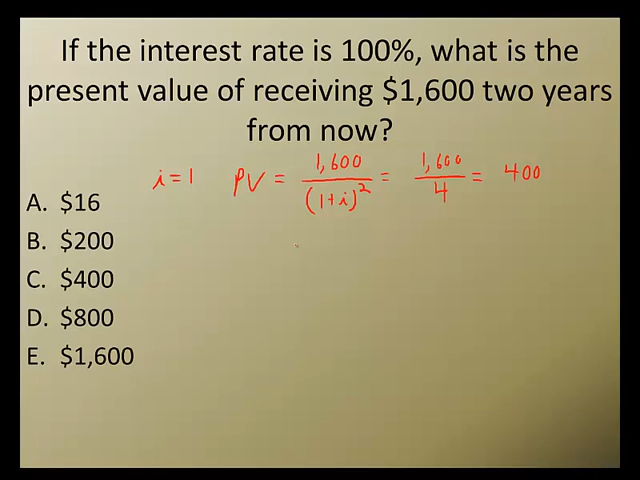 If the interest rate is 100%, what is the
present value of receiving $1,600 two years
from now?
i = 1 PV = 1,600 / (1+i)² = 1,600 / 4 = 400
A. $16
B. $200
C. $400
D. $800
E. $1,600